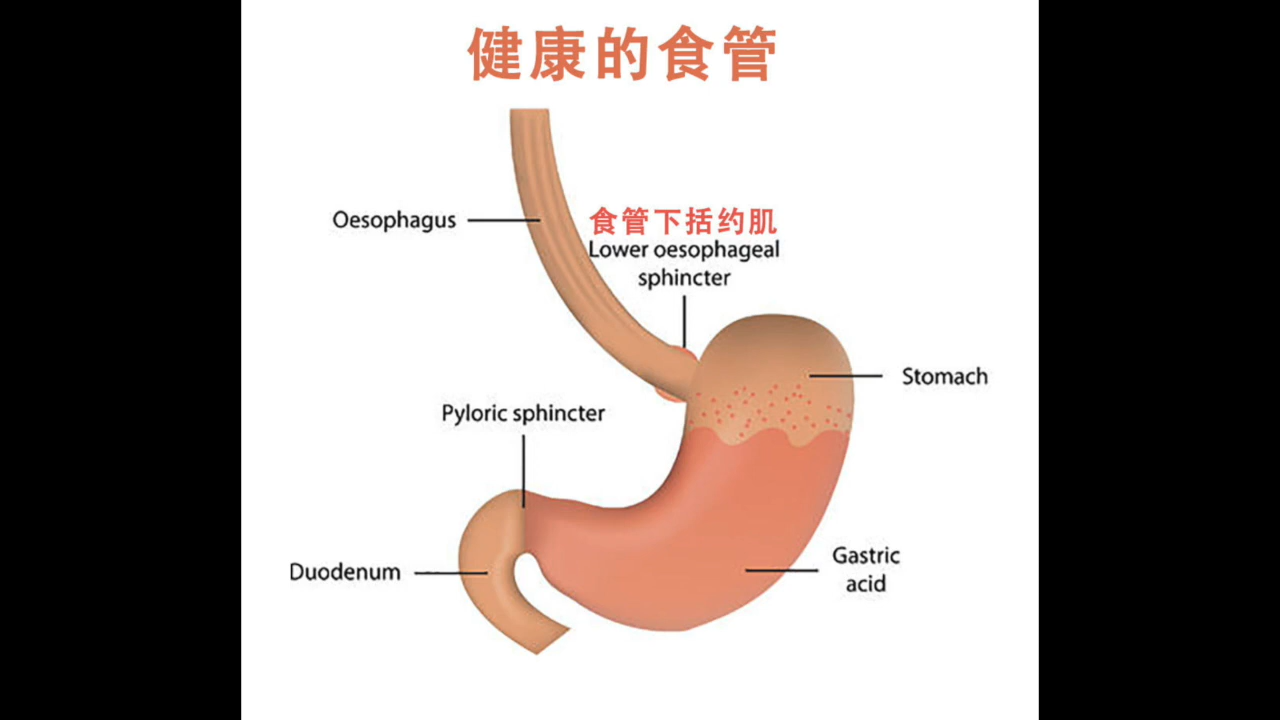 健康的食管
Oesophagus
食管下括约肌
Lower oesophageal
sphincter
Stomach
Pyloric sphincter
Duodenum
Gastric
acid